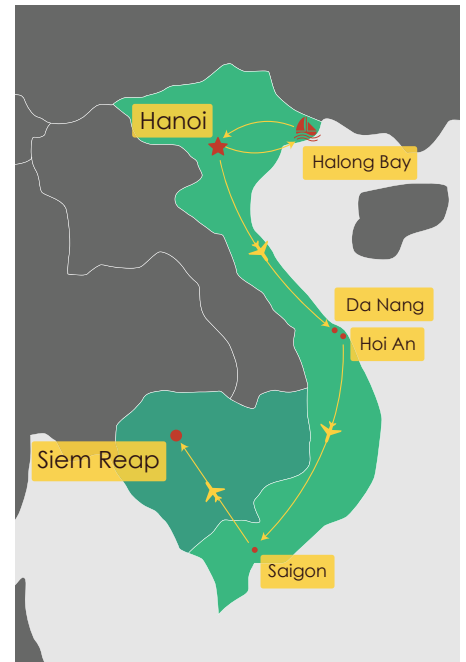 Hanoi
Halong Bay
Da Nang
Hoi An
Siem Reap
Saigon